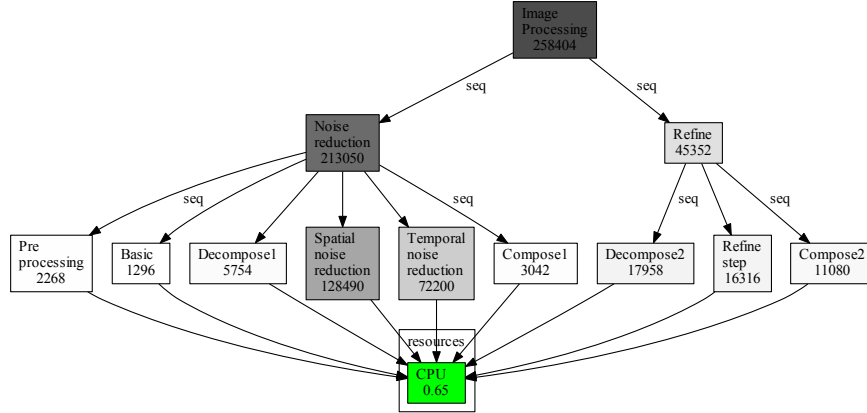 Image
Processing
258404
seq
seq
Noise
reduction
213050
Refine
45352
seq
seq
seq
seq
Pre
processing
2268
Basic
1296
Decompose1
5754
Spatial
noise
reduction
128490
Temporal
noise
reduction
72200
Compose1
3042
Decompose2
17958
Refine
step
16316
Compose2
11080
resources
CPU
0.65